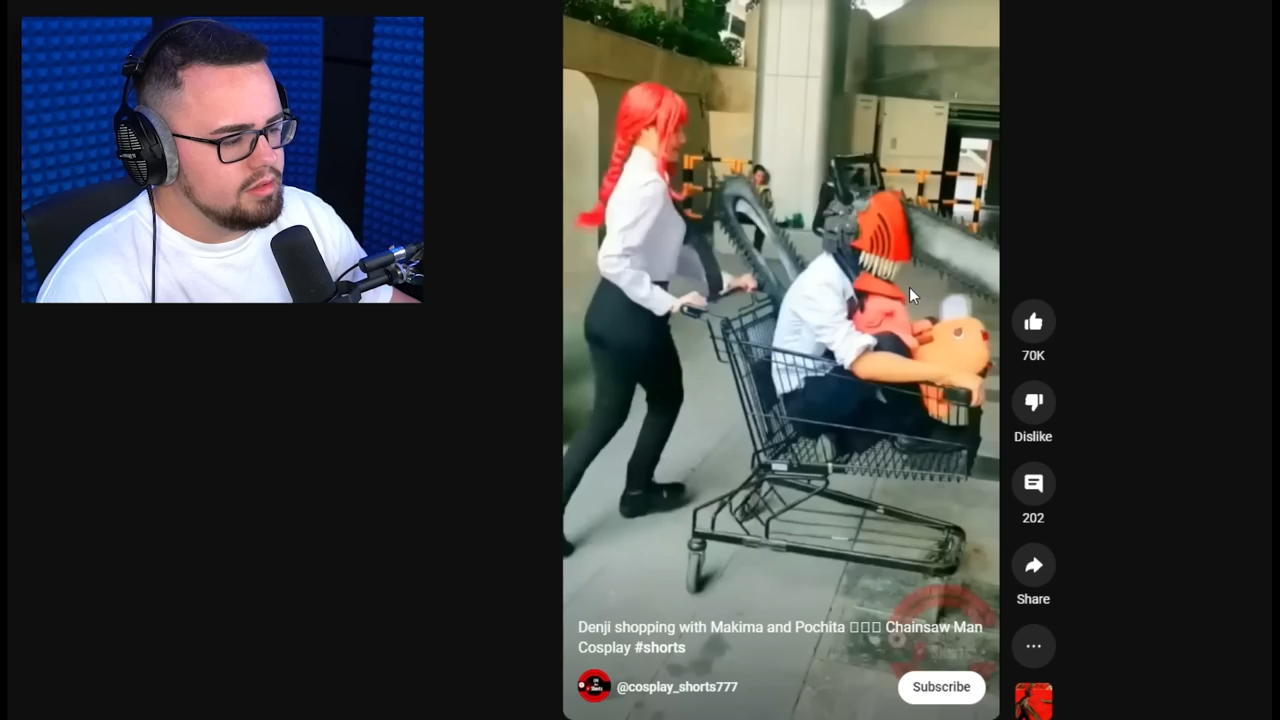 70K
Dislike
202
Share
Denji shopping with Makima and Pochita □□□ Chainsaw Man
Cosplay #shorts
@cosplay_shorts777
Subscribe